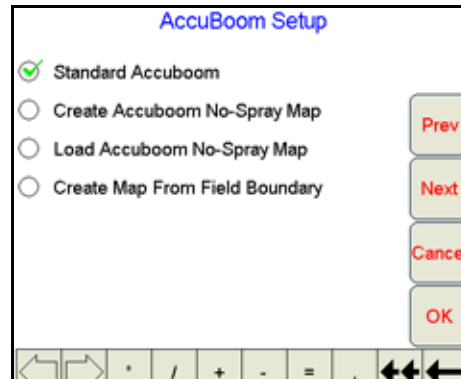 AccuBoom Setup
Standard Accuboom
Create Accuboom No-Spray Map
Load Accuboom No-Spray Map
Create Map From Field Boundary
Prev
Next
Cance
OK
* / + - = .